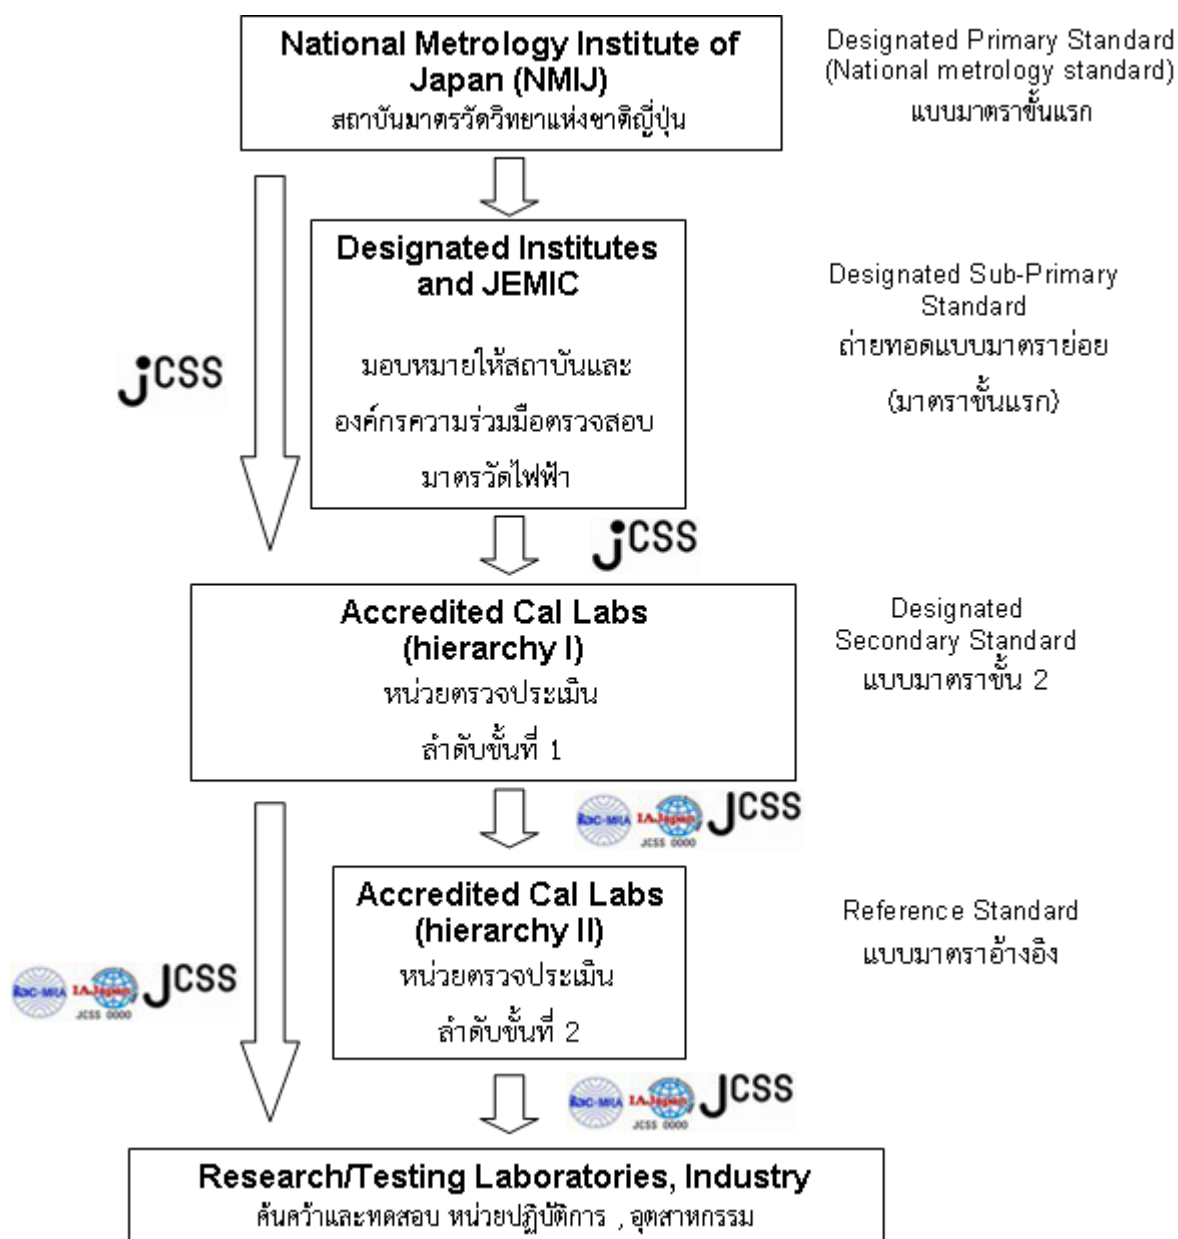 National Metrology Institute of
Japan (NMIJ)
สถาบันมาตรวัดวิทยาแห่งชาติญี่ปุ่น
Designated Primary Standard
(National metrology standard)
แบบมาตราขั้นแรก
Designated Institutes
and JEMIC
มอบหมายให้สถาบันและ
องค์กรความร่วมมือตรวจสอบ
มาตรวัดไฟฟ้า
Designated Sub-Primary
Standard
ถ่ายทอดแบบมาตราย่อย
(มาตราขั้นแรก)
jCSS
jCSS
Accredited Cal Labs
(hierarchy I)
หน่วยตรวจประเมิน
ลำดับขั้นที่ 1
Designated
Secondary Standard
แบบมาตราขั้น 2
ilac-MRA IAJapan JCSS
JCSS 0000
Accredited Cal Labs
(hierarchy II)
หน่วยตรวจประเมิน
ลำดับขั้นที่ 2
Reference Standard
แบบมาตราอ้างอิง
ilac-MRA IAJapan JCSS
JCSS 0000
ilac-MRA IAJapan JCSS
JCSS 0000
Research/Testing Laboratories, Industry
ค้นคว้าและทดสอบ หน่วยปฏิบัติการ , อุตสาหกรรม